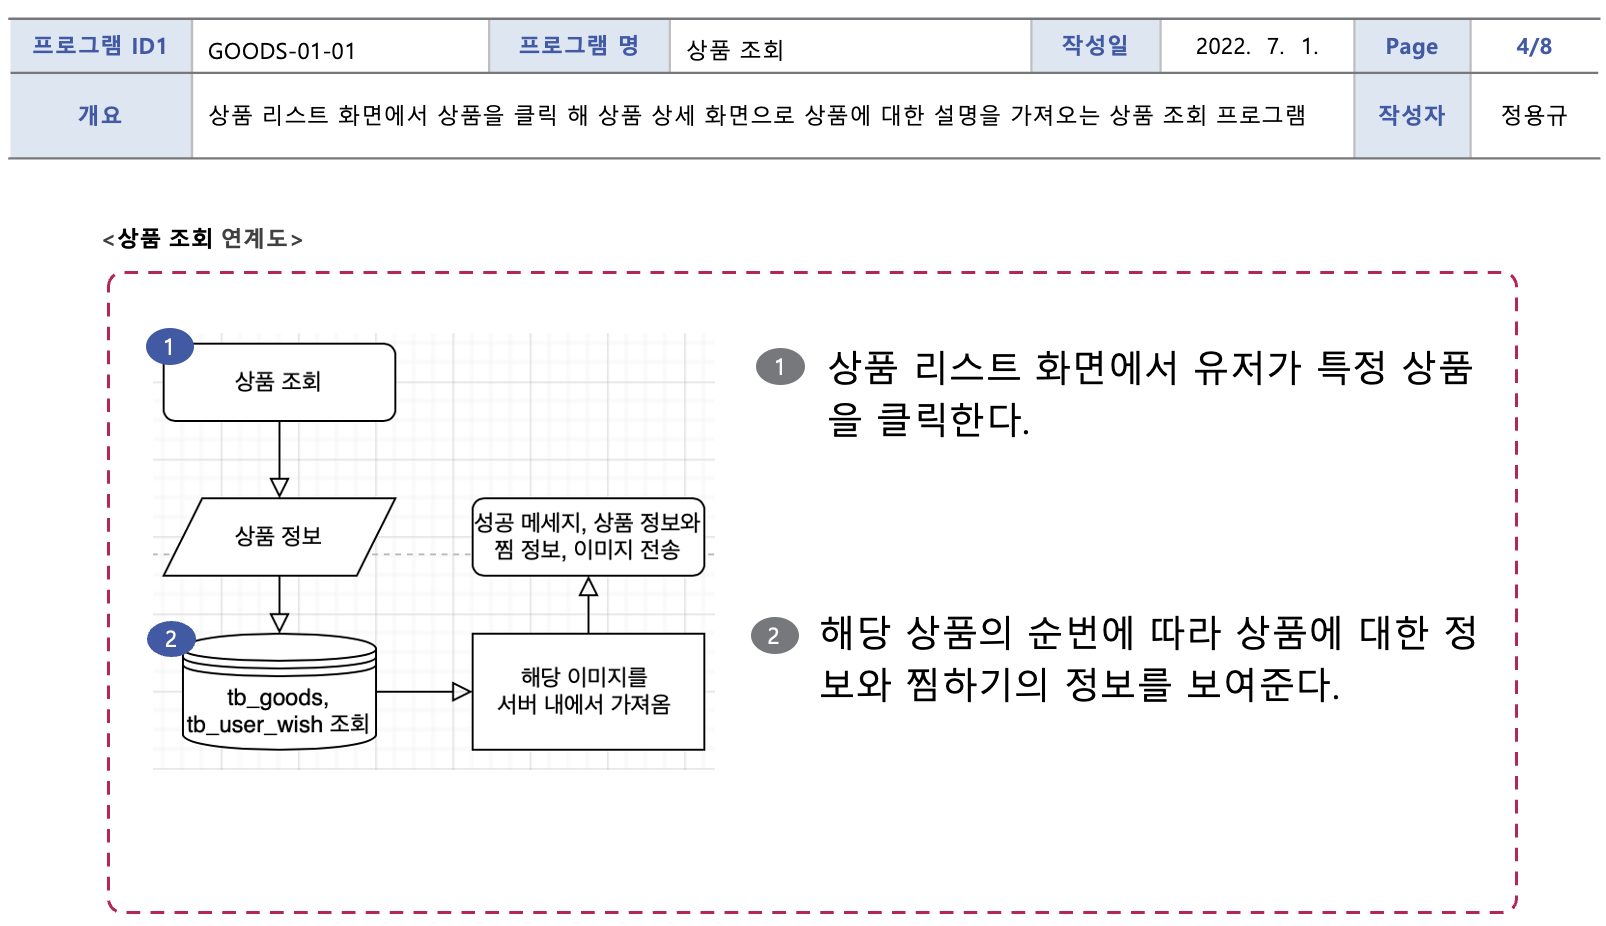 프로그램 ID1 GOODS-01-01 프로그램 명 상품 조회 작성일 2022. 7. 1. Page 4/8
개요 상품 리스트 화면에서 상품을 클릭 해 상품 상세 화면으로 상품에 대한 설명을 가져오는 상품 조회 프로그램 작성자 정용규
<상품 조회 연계도>
1
상품 조회
상품 정보
2
tb_goods,
tb_user_wish 조회
해당 이미지를
서버 내에서 가져옴
성공 메세지, 상품 정보와
찜 정보, 이미지 전송
1 상품 리스트 화면에서 유저가 특정 상품
을 클릭한다.
2 해당 상품의 순번에 따라 상품에 대한 정
보와 찜하기의 정보를 보여준다.